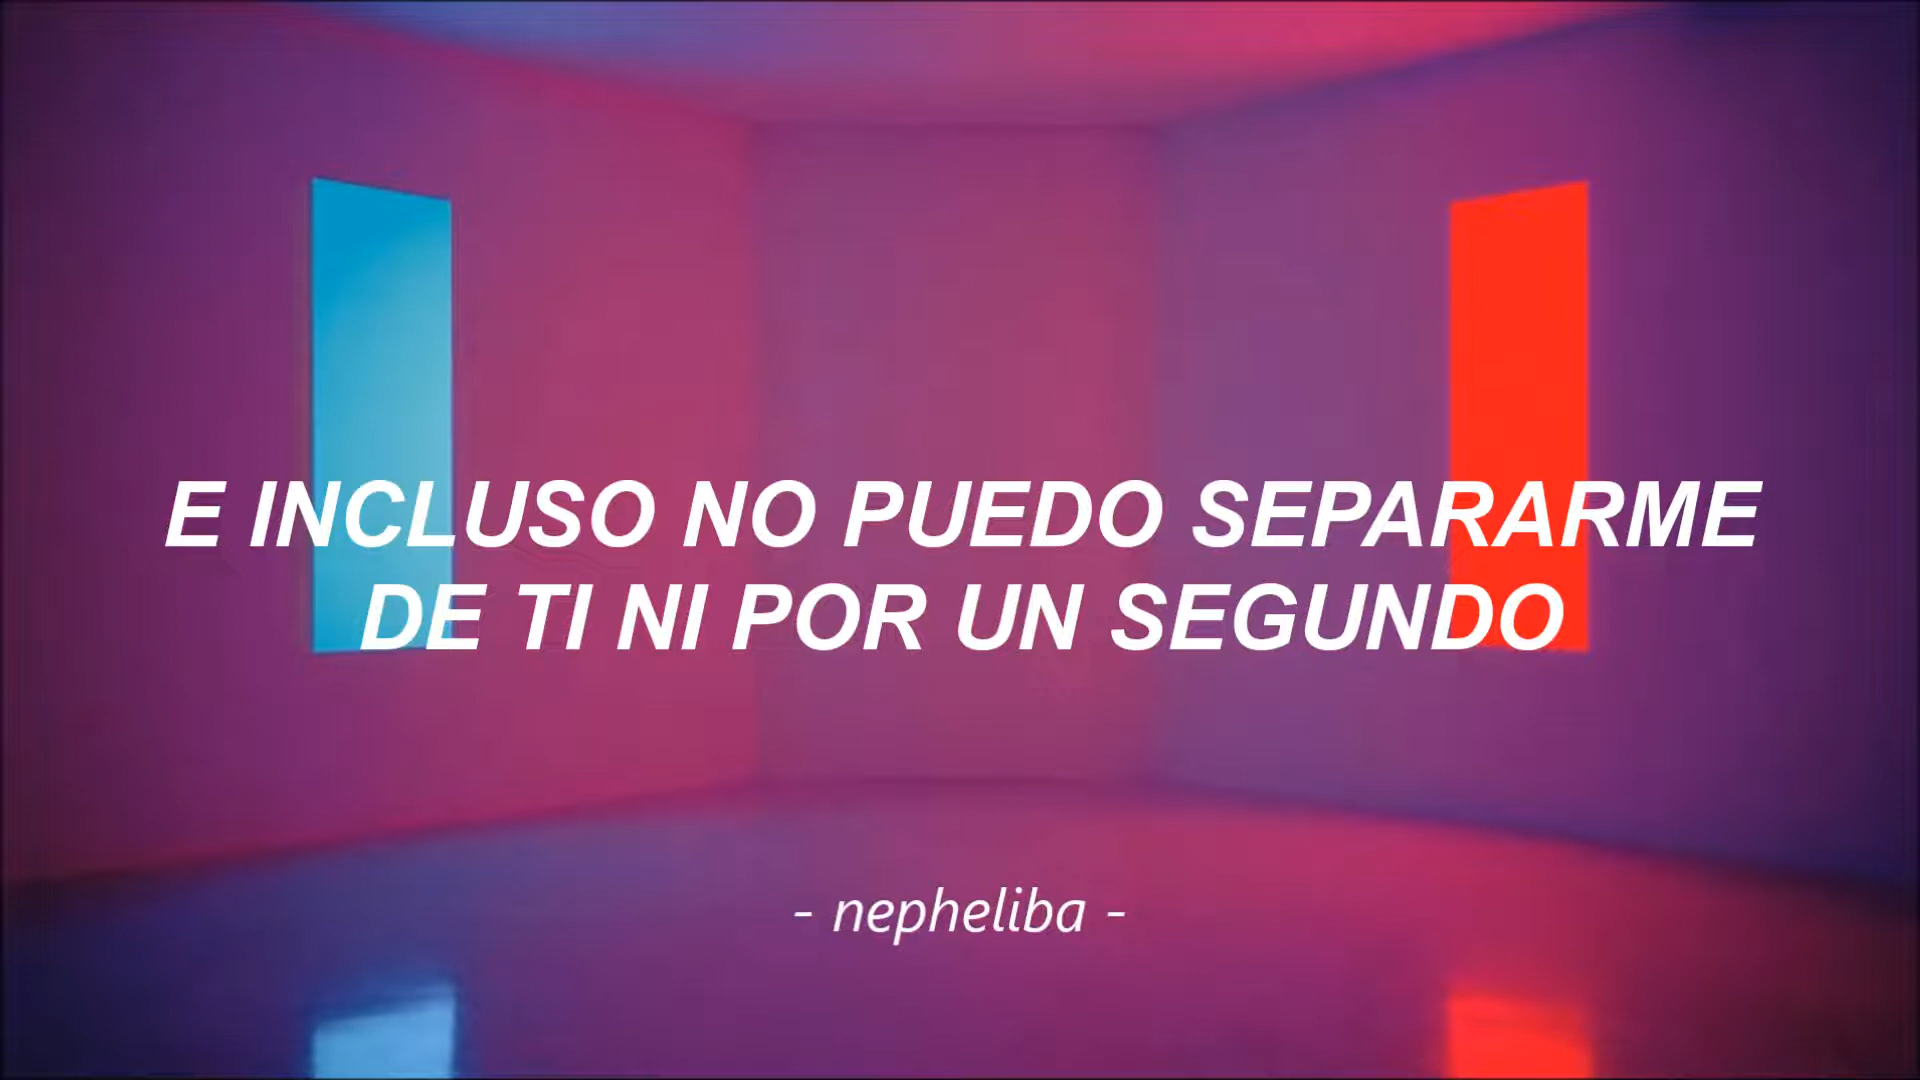 E INCLUSO NO PUEDO SEPARARME
DE TI NI POR UN SEGUNDO
- nepheliba -